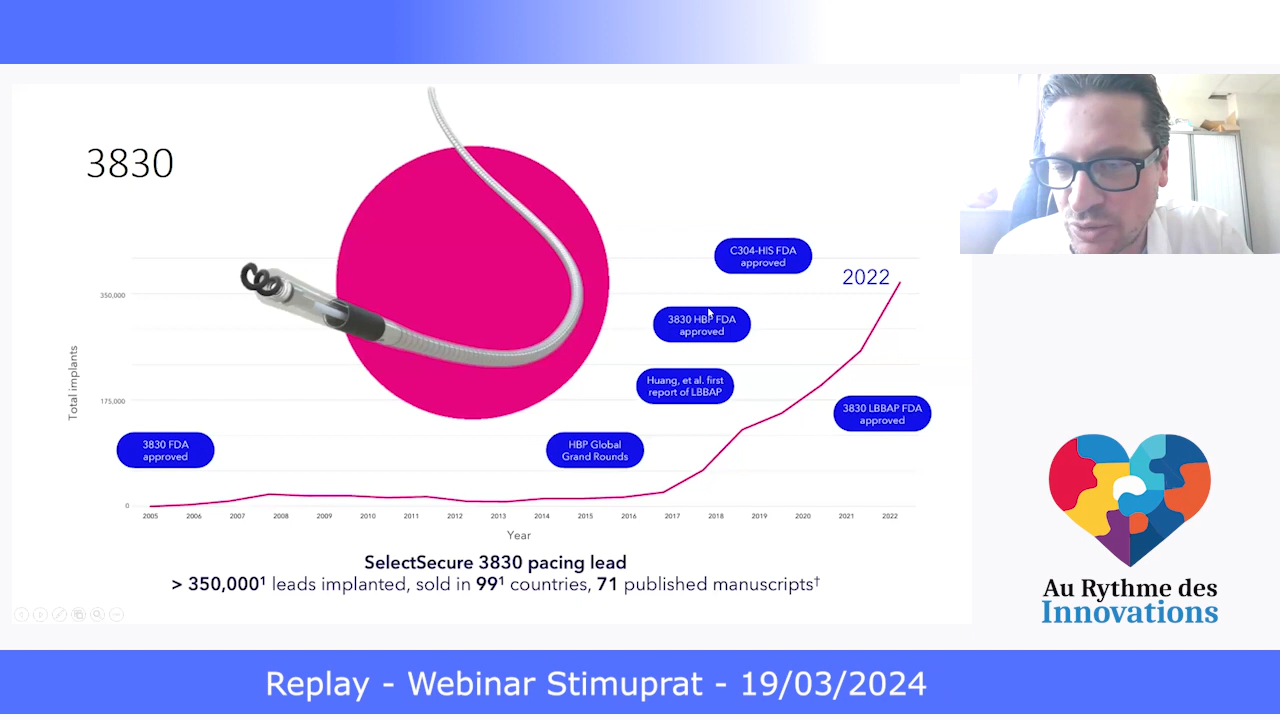 3830
C304-HIS FDA
approved
2022
350,000
3830 HBP FDA
approved
Huang, et al. first
report of LBBAP
Total implants
175,000
3830 LBBAP FDA
approved
3830 FDA
approved
HBP Global
Grand Rounds
0
2005 2006 2007 2008 2009 2010 2011 2012 2013 2014 2015 2016 2017 2018 2019 2020 2021 2022
Year
SelectSecure 3830 pacing lead
> 350,000¹ leads implanted, sold in 99¹ countries, 71 published manuscripts†
Au Rythme des
Innovations
Replay - Webinar Stimuprat - 19/03/2024